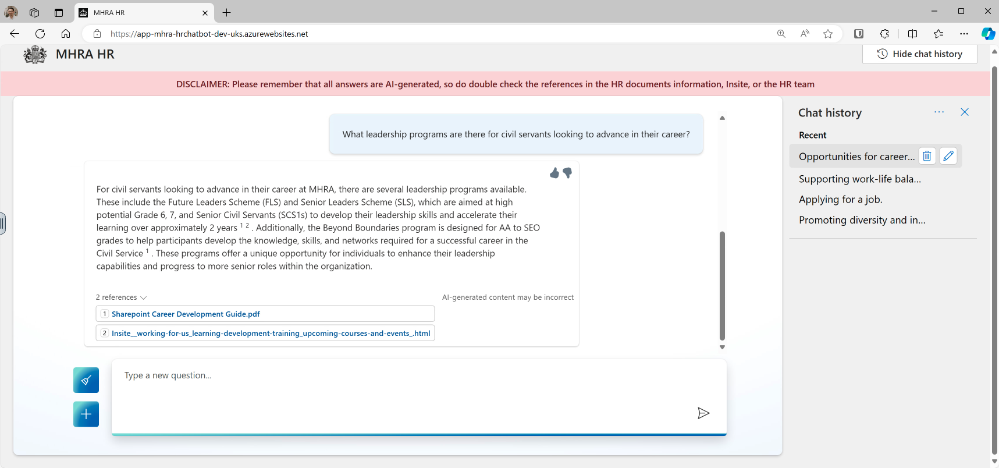 MHRA HR
https://app-mhra-hrchatbot-dev-uks.azurewebsites.net
MHRA HR
Hide chat history
DISCLAIMER: Please remember that all answers are AI-generated, so do double check the references in the HR documents information, Insite, or the HR team
What leadership programs are there for civil servants looking to advance in their career?
For civil servants looking to advance in their career at MHRA, there are several leadership programs available.
These include the Future Leaders Scheme (FLS) and Senior Leaders Scheme (SLS), which are aimed at high
potential Grade 6, 7, and Senior Civil Servants (SCS1s) to develop their leadership skills and accelerate their
learning over approximately 2 years 1 2 . Additionally, the Beyond Boundaries program is designed for AA to SEO
grades to help participants develop the knowledge, skills, and networks required for a successful career in the
Civil Service 1 . These programs offer a unique opportunity for individuals to enhance their leadership
capabilities and progress to more senior roles within the organization.
2 references
AI-generated content may be incorrect
1 Sharepoint Career Development Guide.pdf
2 Insite__working-for-us_learning-development-training_upcoming-courses-and-events_.html
Type a new question...
Chat history
Recent
Opportunities for career...
Supporting work-life bala...
Applying for a job.
Promoting diversity and in...